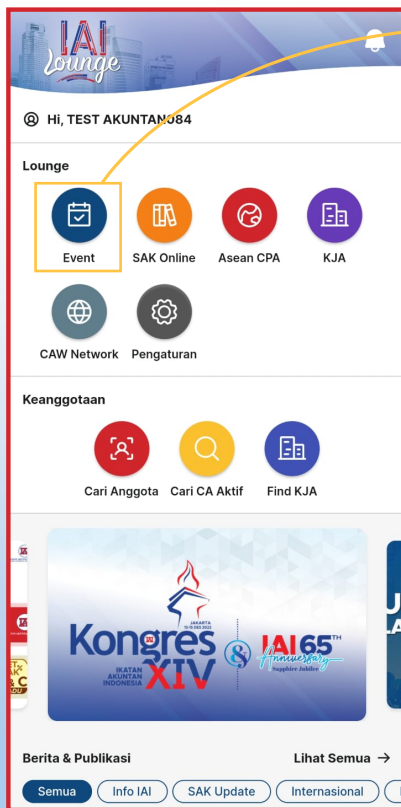 IAI
Lounge
Hi, TEST AKUNTAN084
Lounge
Event
SAK Online
Asean CPA
KJA
CAW Network
Pengaturan
Keanggotaan
Cari Anggota
Cari CA Aktif
Find KJA
JAKARTA
Kongres
XIV
IKATAN
AKUNTAN
INDONESIA
&
IAI 65TH
Anniversary
Sapphire Jubilee
Berita & Publikasi
Lihat Semua →
Semua
Info IAI
SAK Update
Internasional